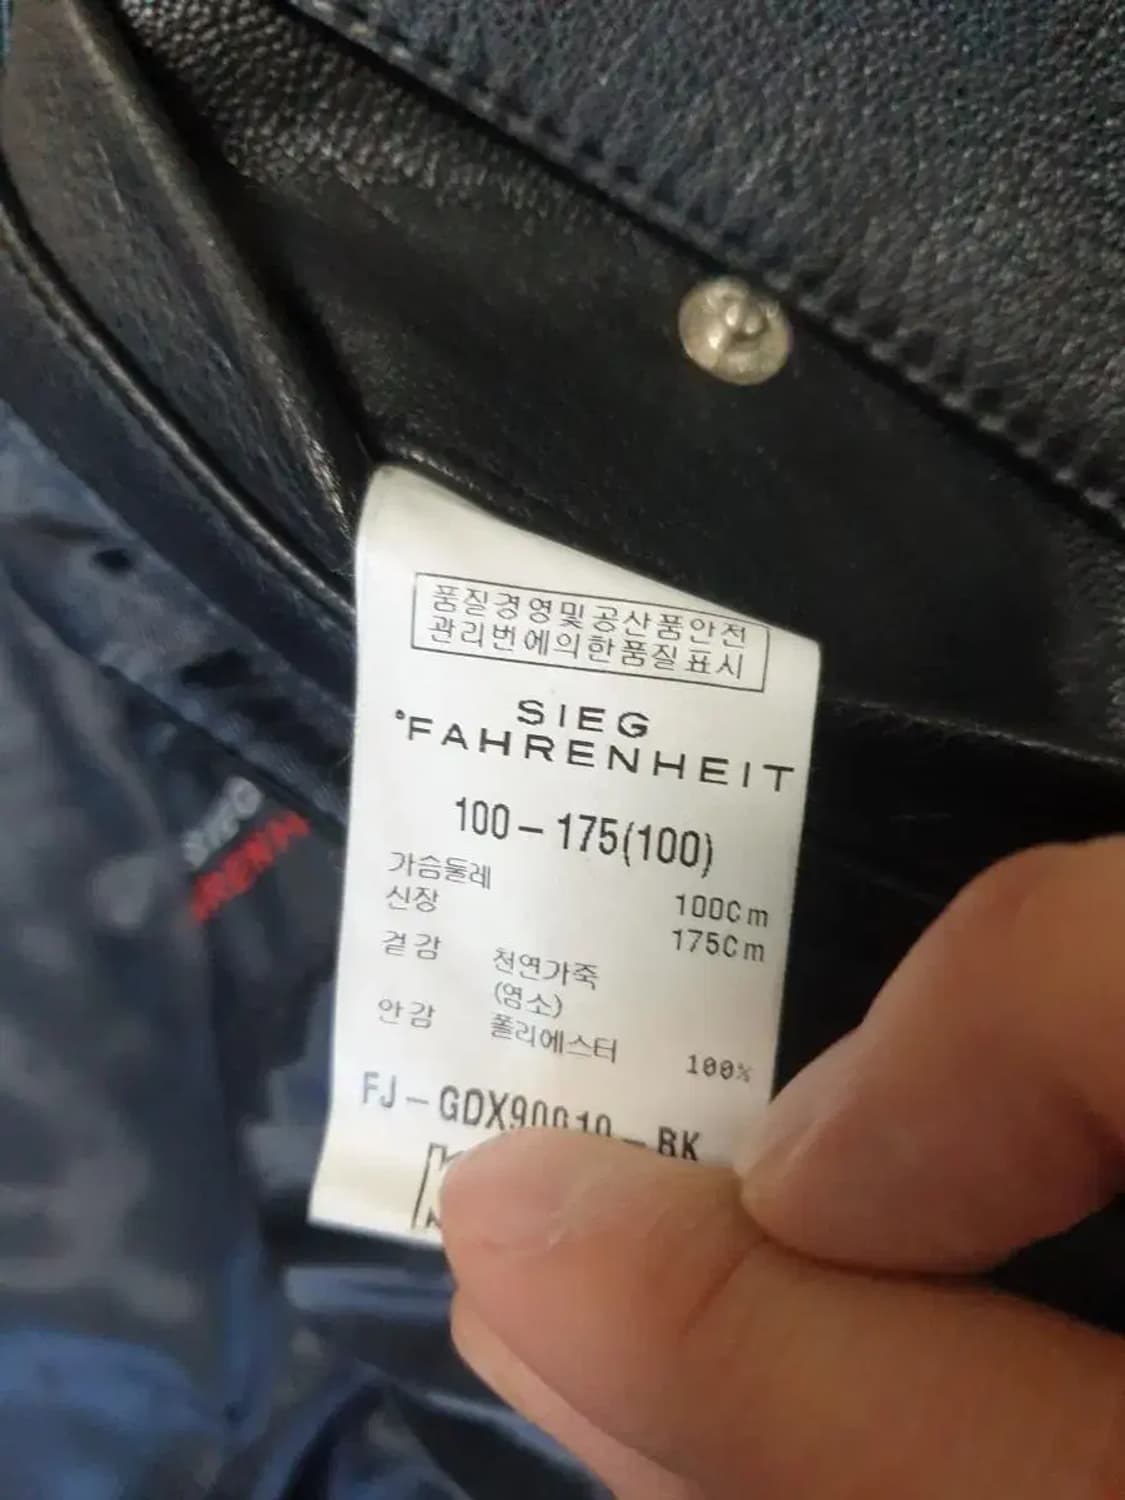 품질경영및공산품안전
관리번에의한품질표시
SIEG
°FAHRENHEIT
100-175(100)
가슴둘레 100Cm
신장 175Cm
겉감 천연가죽
(염소)
안감 폴리에스터 100%